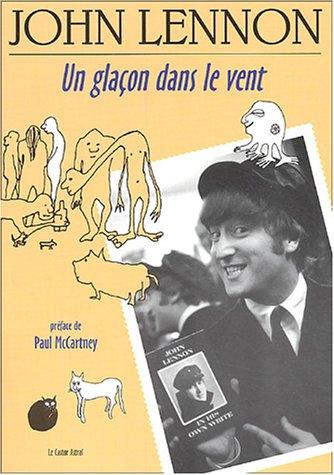 JOHN LENNON
Un glaçon dans le vent
préface de
Paul McCartney
JOHN
LENNON
IN HIS
OWN WRITE
Le Castor Astral